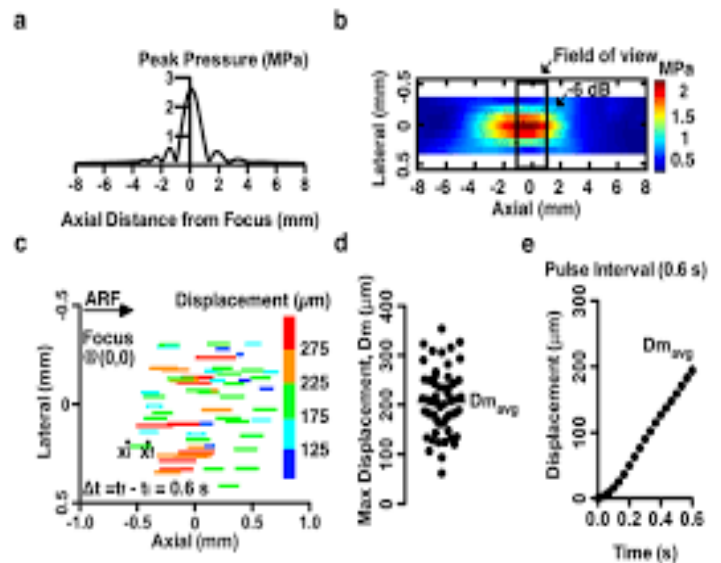 a
Peak Pressure (MPa)
3
2
1
-8 -6 -4 -2 0 2 4 6 8
Axial Distance from Focus (mm)
b
Field of view
-6 dB
MPa
2
1.5
1
0.5
Lateral (mm)
-0.5
0
0.5
-8 -6 -4 -2 0 2 4 6 8
Axial (mm)
c
ARF
Displacement (μm)
Focus
@(0,0)
275
225
175
125
Lateral (mm)
-0.5
0
0.5
xi xf
Δt = tf - ti = 0.6 s
-1.0 -0.5 0 0.5 1.0
Axial (mm)
d
Max Displacement, Dm (μm)
0 100 200 300 400
Dmavg
e
Pulse Interval (0.6 s)
Displacement (μm)
0 100 200 300
Dmavg
0.0 0.2 0.4 0.6
Time (s)